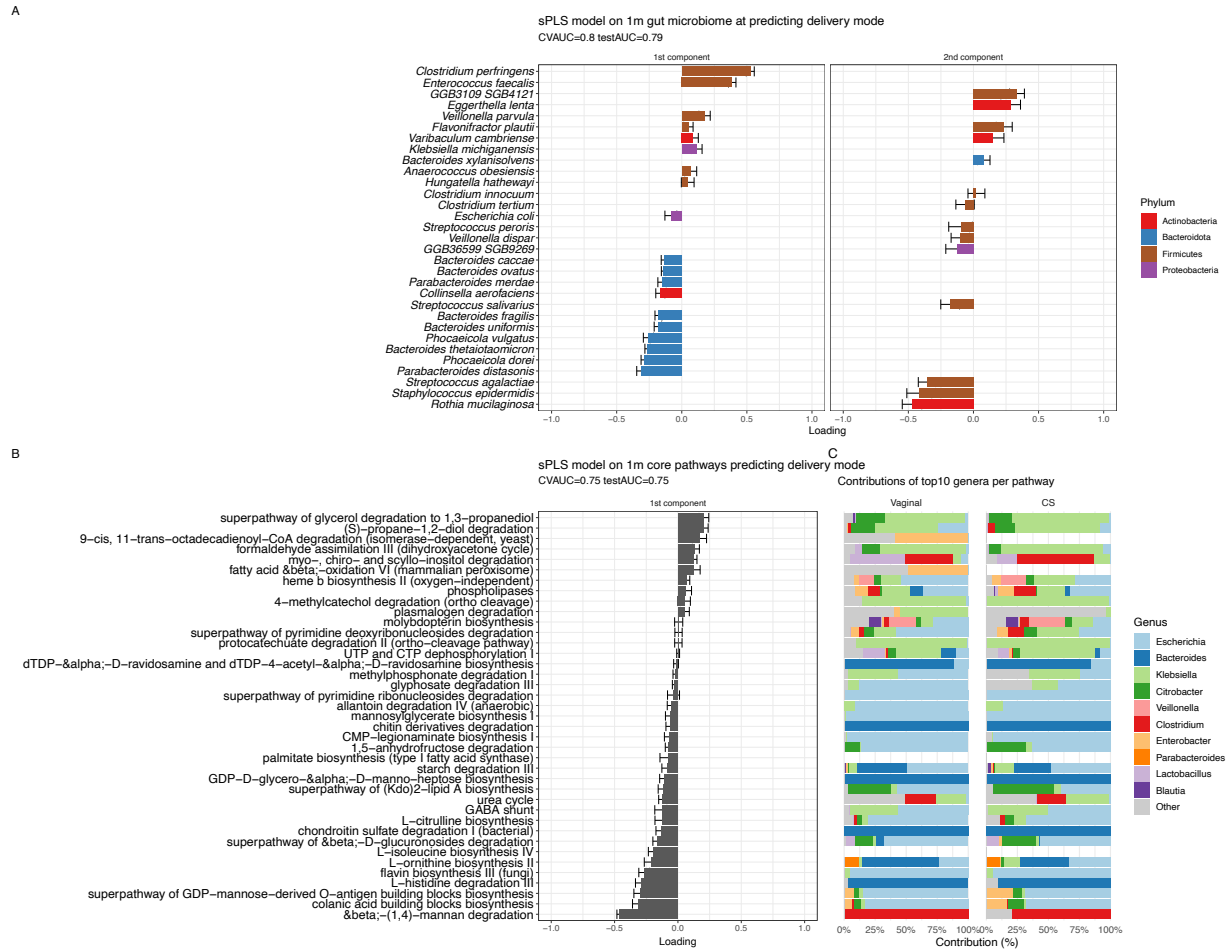 A
sPLS model on 1m gut microbiome at predicting delivery mode
CVAUC=0.8 testAUC=0.79
1st component
2nd component
Clostridium perfringens
Enterococcus faecalis
GGB3109 SGB4121
Eggerthella lenta
Veillonella parvula
Flavonifractor plautii
Varibaculum cambriense
Klebsiella michiganensis
Bacteroides xylanisolvens
Anaerococcus obesiensis
Hungatella hathewayi
Clostridium innocuum
Clostridium tertium
Escherichia coli
Streptococcus peroris
Veillonella dispar
GGB36599 SGB9269
Bacteroides caccae
Bacteroides ovatus
Parabacteroides merdae
Collinsella aerofaciens
Streptococcus salivarius
Bacteroides fragilis
Bacteroides uniformis
Phocaeicola vulgatus
Bacteroides thetaiotaomicron
Phocaeicola dorei
Parabacteroides distasonis
Streptococcus agalactiae
Staphylococcus epidermidis
Rothia mucilaginosa
−1.0 −0.5 0.0 0.5 1.0 −1.0 −0.5 0.0 0.5 1.0
Loading
Phylum
Actinobacteria
Bacteroidota
Firmicutes
Proteobacteria
B
sPLS model on 1m core pathways predicting delivery mode
CVAUC=0.75 testAUC=0.75
1st component
superpathway of glycerol degradation to 1,3−propanediol
(S)−propane−1,2−diol degradation
9−cis, 11−trans−octadecadienoyl−CoA degradation (isomerase−dependent, yeast)
formaldehyde assimilation III (dihydroxyacetone cycle)
myo−, chiro− and scyllo−inositol degradation
fatty acid &beta;−oxidation VI (mammalian peroxisome)
heme b biosynthesis II (oxygen−independent)
phospholipases
4−methylcatechol degradation (ortho cleavage)
plasmalogen degradation
molybdopterin biosynthesis
superpathway of pyrimidine deoxyribonucleosides degradation
protocatechuate degradation II (ortho−cleavage pathway)
UTP and CTP dephosphorylation I
dTDP−&alpha;−D−ravidosamine and dTDP−4−acetyl−&alpha;−D−ravidosamine biosynthesis
methylphosphonate degradation I
glyphosate degradation III
superpathway of pyrimidine ribonucleosides degradation
allantoin degradation IV (anaerobic)
mannosylglycerate biosynthesis I
chitin derivatives degradation
CMP−legionaminate biosynthesis I
1,5−anhydrofructose degradation
palmitate biosynthesis (type I fatty acid synthase)
starch degradation III
GDP−D−glycero−&alpha;−D−manno−heptose biosynthesis
superpathway of (Kdo)2−lipid A biosynthesis
urea cycle
GABA shunt
L−citrulline biosynthesis
chondroitin sulfate degradation I (bacterial)
superpathway of &beta;−D−glucuronosides degradation
L−isoleucine biosynthesis IV
L−ornithine biosynthesis II
flavin biosynthesis III (fungi)
L−histidine degradation III
superpathway of GDP−mannose−derived O−antigen building blocks biosynthesis
colanic acid building blocks biosynthesis
&beta;−(1,4)−mannan degradation
−1.0 −0.5 0.0 0.5 1.0
Loading
C
Contributions of top10 genera per pathway
Vaginal
CS
0% 25% 50% 75% 100% 0% 25% 50% 75% 100%
Contribution (%)
Genus
Escherichia
Bacteroides
Klebsiella
Citrobacter
Veillonella
Clostridium
Enterobacter
Parabacteroides
Lactobacillus
Blautia
Other